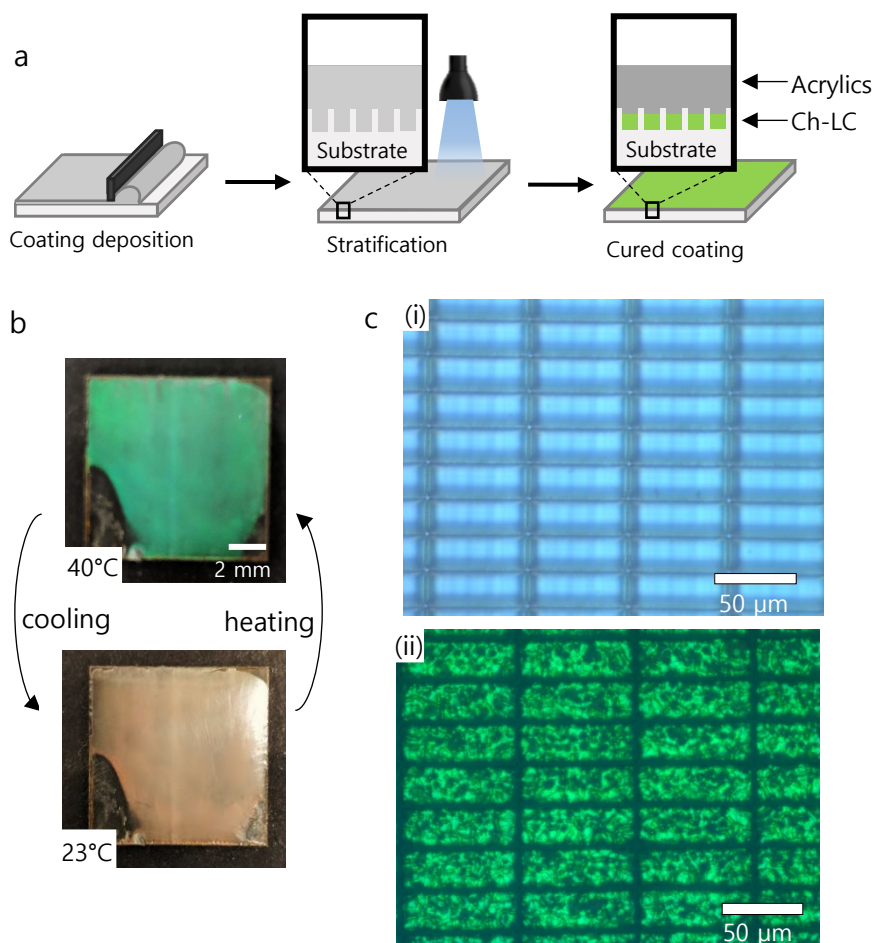 a
Substrate
Substrate
Acrylics
Ch-LC
Coating deposition
Stratification
Cured coating
b
40°C
2 mm
cooling
heating
23°C
c
(i)
50 µm
(ii)
50 µm